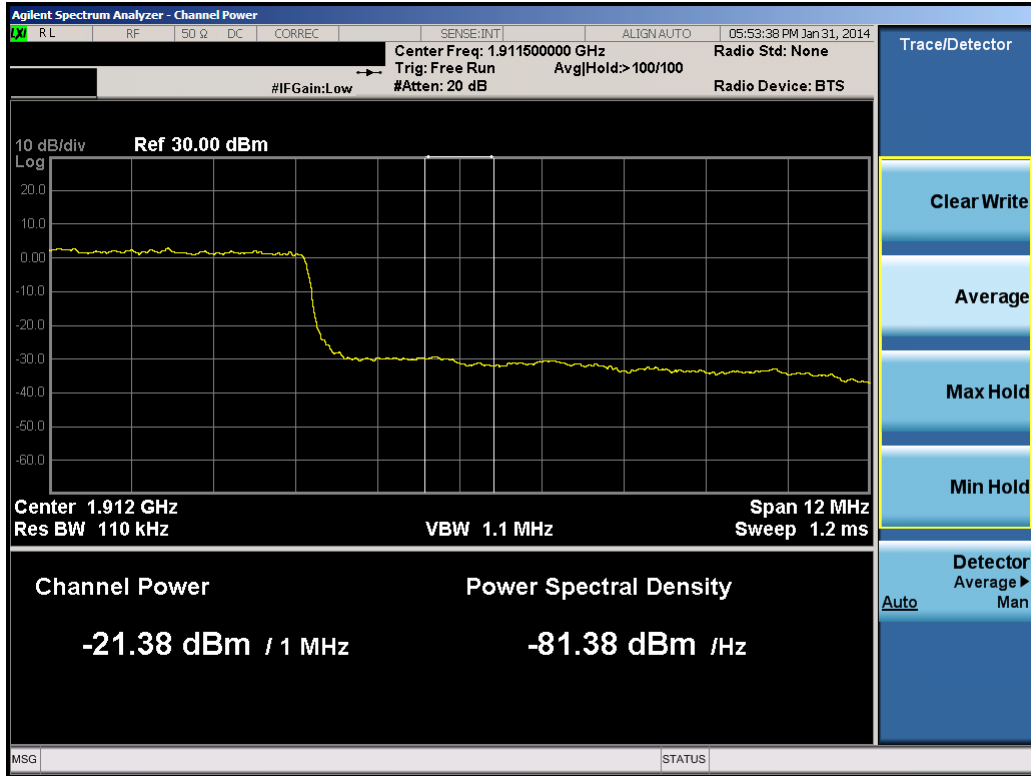 Agilent Spectrum Analyzer - Channel Power
LXI RL RF 50 Ω DC CORREC SENSE:INT ALIGN AUTO 05:53:38 PM Jan 31, 2014
Center Freq: 1.911500000 GHz Radio Std: None
Trig: Free Run Avg|Hold:>100/100
#IFGain:Low #Atten: 20 dB Radio Device: BTS
10 dB/div Ref 30.00 dBm
Log
20.0
10.0
0.00
-10.0
-20.0
-30.0
-40.0
-50.0
-60.0
Center 1.912 GHz Span 12 MHz
Res BW 110 kHz VBW 1.1 MHz Sweep 1.2 ms
Channel Power Power Spectral Density
-21.38 dBm / 1 MHz -81.38 dBm /Hz
MSG STATUS
Trace/Detector
Clear Write
Average
Max Hold
Min Hold
Detector
Average▶
Auto Man